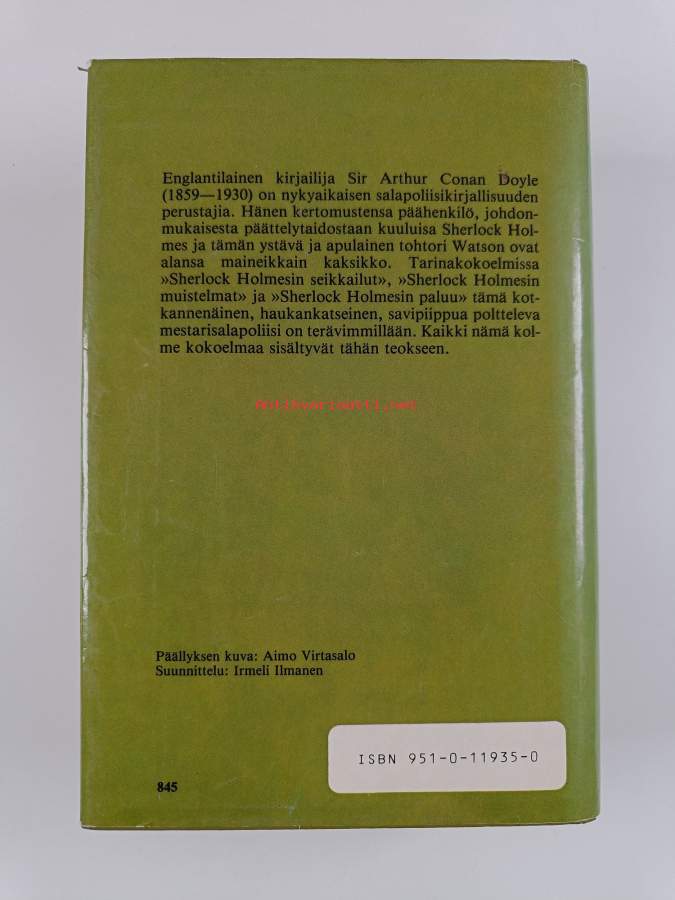 Englantilainen kirjailija Sir Arthur Conan Doyle
(1859—1930) on nykyaikaisen salapoliisikirjallisuuden
perustajia. Hänen kertomustensa päähenkilö, johdon-
mukaisesta päättelytaidostaan kuuluisa Sherlock Hol-
mes ja tämän ystävä ja apulainen tohtori Watson ovat
alansa maineikkain kaksikko. Tarinakokoelmissa
»Sherlock Holmesin seikkailut», »Sherlock Holmesin
muistelmat» ja »Sherlock Holmesin paluu» tämä kot-
kannenäinen, haukankatseinen, savipiippua poltteleva
mestarisalapoliisi on terävimmillään. Kaikki nämä kol-
me kokoelmaa sisältyvät tähän teokseen.
Antikvariaatti.net
Päällyksen kuva: Aimo Virtasalo
Suunnittelu: Irmeli Ilmanen
ISBN 951-0-11935-0
845